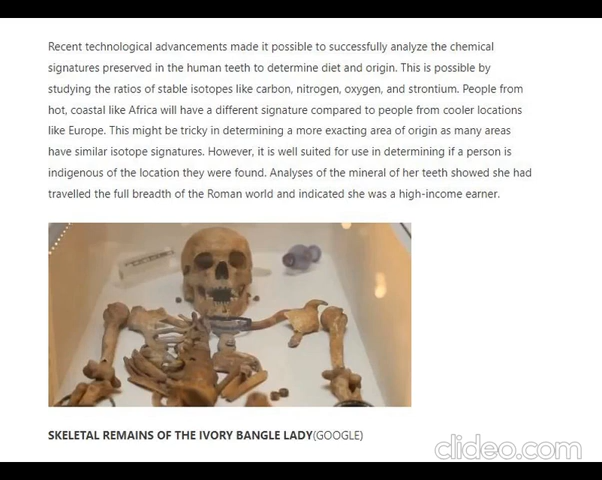 Recent technological advancements made it possible to successfully analyze the chemical
signatures preserved in the human teeth to determine diet and origin. This is possible by
studying the ratios of stable isotopes like carbon, nitrogen, oxygen, and strontium. People from
hot, coastal like Africa will have a different signature compared to people from cooler locations
like Europe. This might be tricky in determining a more exacting area of origin as many areas
have similar isotope signatures. However, it is well suited for use in determining if a person is
indigenous of the location they were found. Analyses of the mineral of her teeth showed she had
travelled the full breadth of the Roman world and indicated she was a high-income earner.
SKELETAL REMAINS OF THE IVORY BANGLE LADY(GOOGLE)
clideo.com